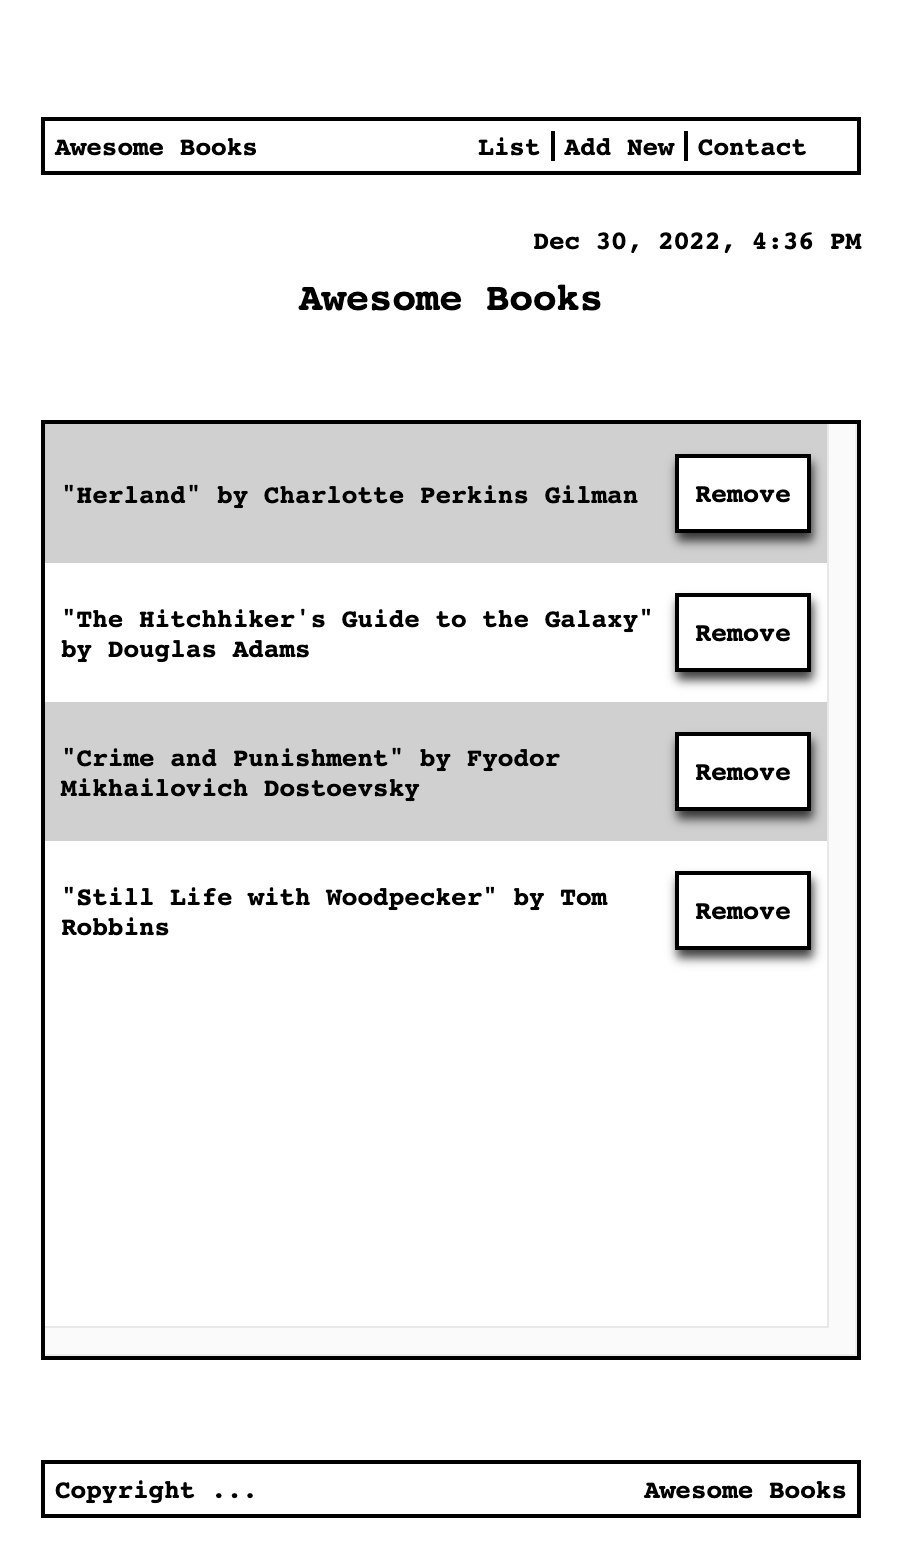 Awesome Books List Add New Contact
Dec 30, 2022, 4:36 PM
Awesome Books
"Herland" by Charlotte Perkins Gilman Remove
"The Hitchhiker's Guide to the Galaxy"
by Douglas Adams
Remove
"Crime and Punishment" by Fyodor
Mikhailovich Dostoevsky
Remove
"Still Life with Woodpecker" by Tom
Robbins
Remove
Copyright ... Awesome Books